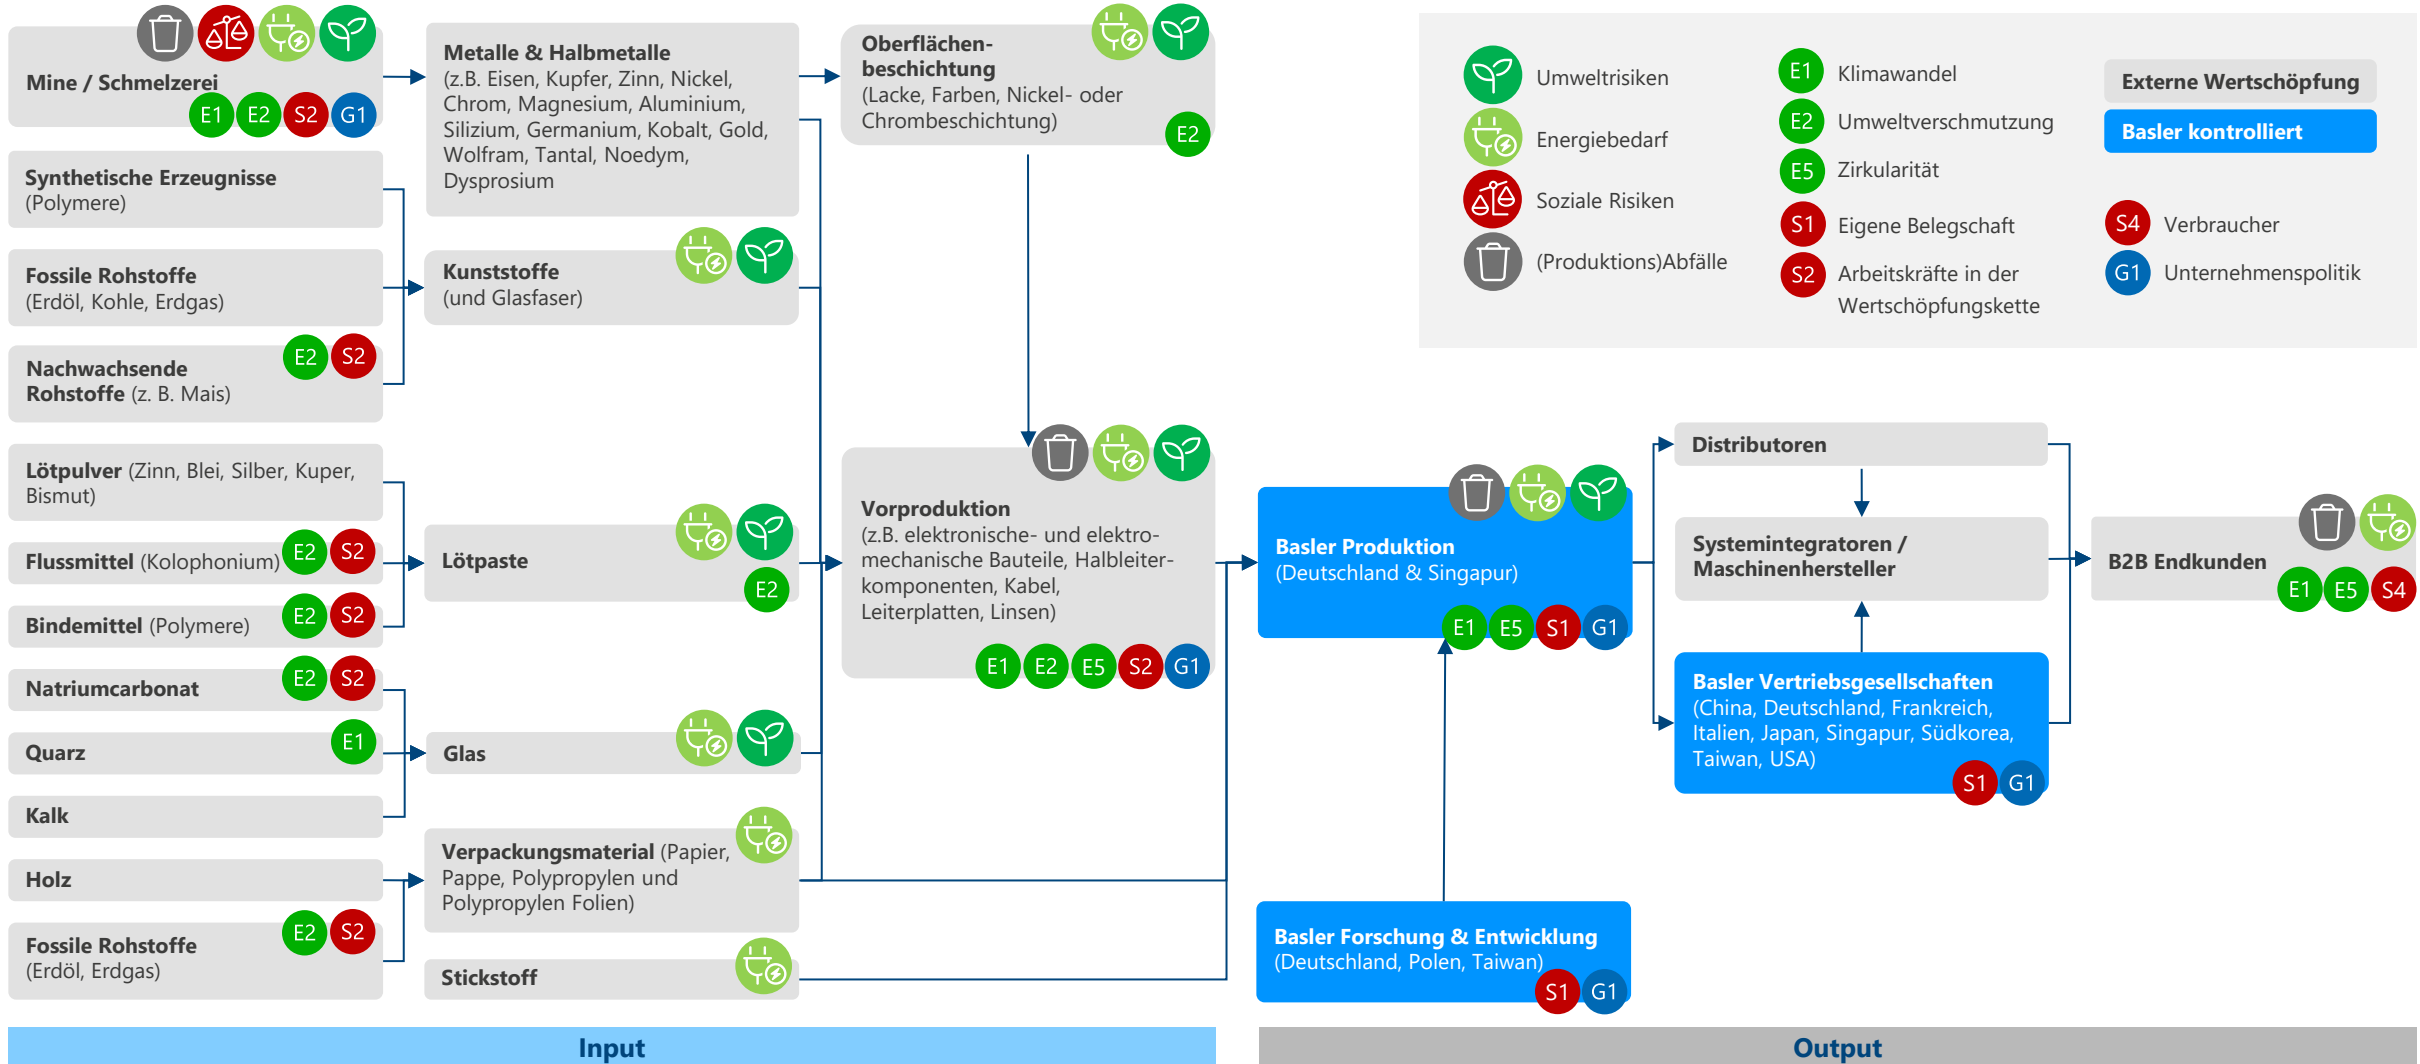 Mine / Schmelzerei
E1 E2 S2 G1
Synthetische Erzeugnisse
(Polymere)
Fossile Rohstoffe
(Erdöl, Kohle, Erdgas)
E2 S2
Nachwachsende
Rohstoffe (z. B. Mais)
Lötpulver (Zinn, Blei, Silber, Kuper,
Bismut)
Flussmittel (Kolophonium)
E2 S2
Bindemittel (Polymere)
E2 S2
Natriumcarbonat
E2 S2
Quarz
E1
Kalk
Holz
Fossile Rohstoffe
(Erdöl, Erdgas)
E2 S2
Metalle & Halbmetalle
(z.B. Eisen, Kupfer, Zinn, Nickel,
Chrom, Magnesium, Aluminium,
Silizium, Germanium, Kobalt, Gold,
Wolfram, Tantal, Noedym,
Dysprosium
Kunststoffe
(und Glasfaser)
Lötpaste
E2
Glas
Verpackungsmaterial (Papier,
Pappe, Polypropylen und
Polypropylen Folien)
Stickstoff
Oberflächen-
beschichtung
(Lacke, Farben, Nickel- oder
Chrombeschichtung)
E2
Vorproduktion
(z.B. elektronische- und elektro-
mechanische Bauteile, Halbleiter-
komponenten, Kabel,
Leiterplatten, Linsen)
E1 E2 E5 S2 G1
Basler Produktion
(Deutschland & Singapur)
E1 E5 S1 G1
Basler Forschung & Entwicklung
(Deutschland, Polen, Taiwan)
S1 G1
Distributoren
Systemintegratoren /
Maschinenhersteller
Basler Vertriebsgesellschaften
(China, Deutschland, Frankreich,
Italien, Japan, Singapur, Südkorea,
Taiwan, USA)
S1 G1
B2B Endkunden
E1 E5 S4
Umweltrisiken
Energiebedarf
Soziale Risiken
(Produktions)Abfälle
E1 Klimawandel
E2 Umweltverschmutzung
E5 Zirkularität
S1 Eigene Belegschaft
S2 Arbeitskräfte in der
Wertschöpfungskette
Externe Wertschöpfung
Basler kontrolliert
S4 Verbraucher
G1 Unternehmenspolitik
Input
Output